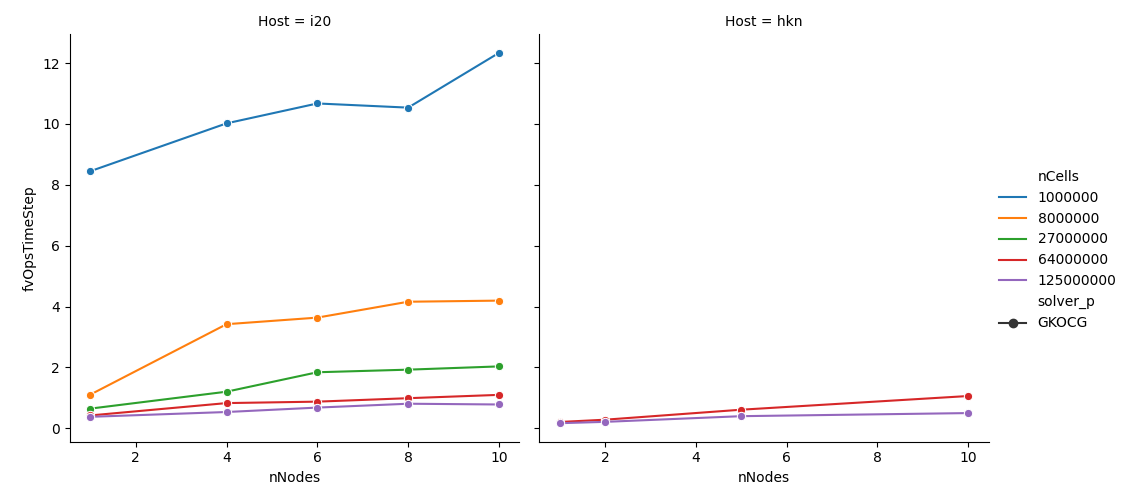 Host = i20
Host = hkn
12
10
8
6
4
2
0
fvOpsTimeStep
2
4
6
8
10
nNodes
2
4
6
8
10
nNodes
nCells
1000000
8000000
27000000
64000000
125000000
solver_p
GKOCG